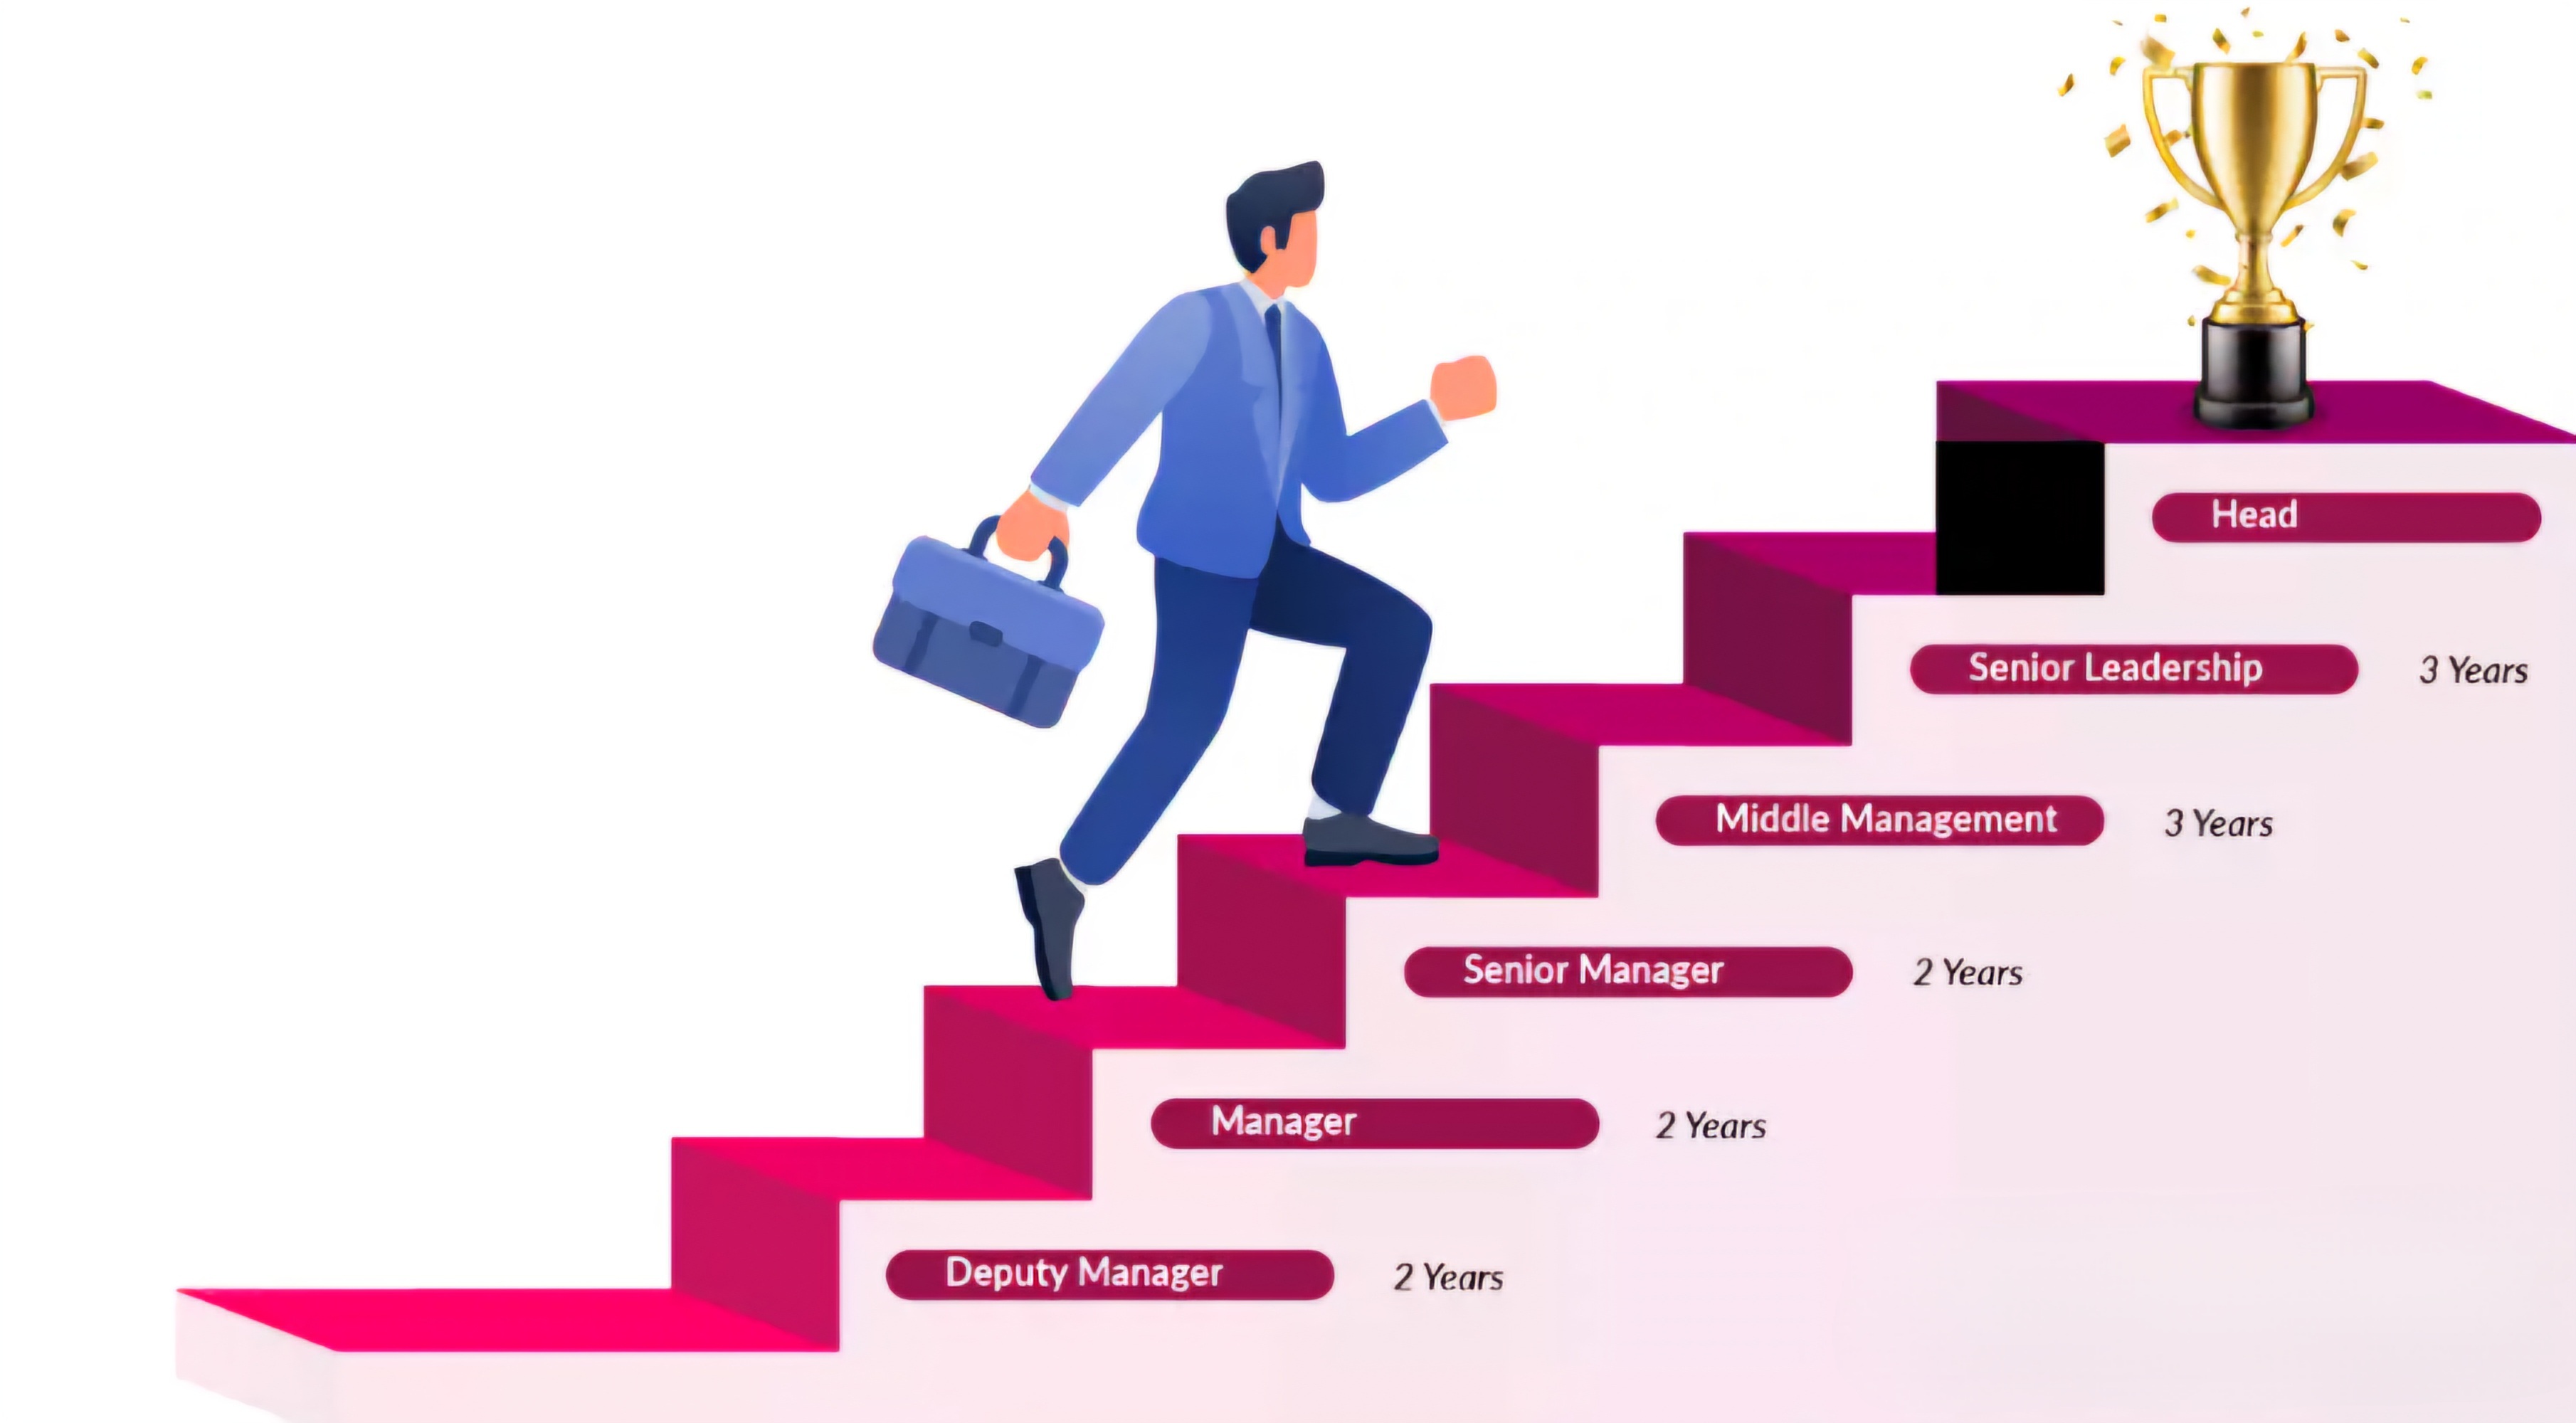 Head
Senior Leadership 3 Years
Middle Management 3 Years
Senior Manager 2 Years
Manager 2 Years
Deputy Manager 2 Years